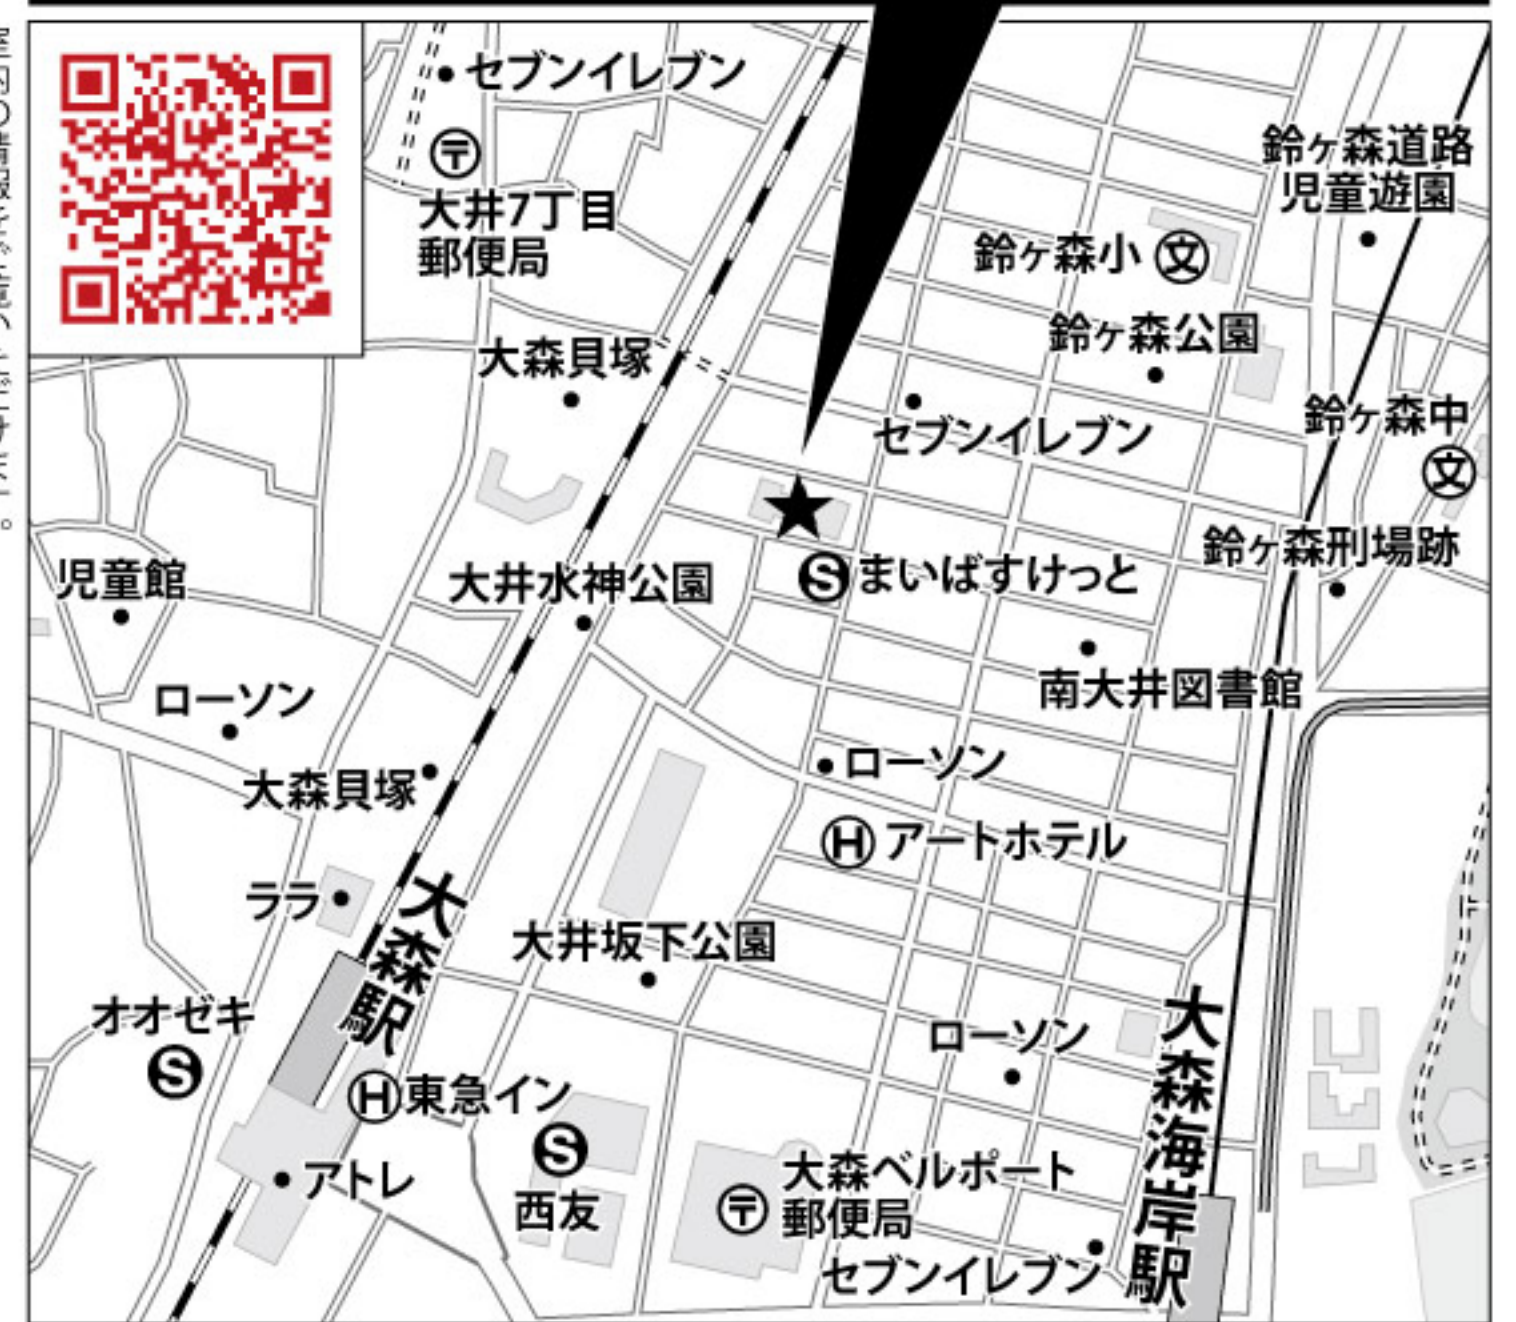 セブンイレブン
〒
大井7丁目
郵便局
鈴ヶ森道路
児童遊園
鈴ヶ森小
文
鈴ヶ森公園
大森貝塚
セブンイレブン
鈴ヶ森中
文
鈴ヶ森刑場跡
S まいばすけっと
児童館
大井水神公園
南大井図書館
ローソン
大森貝塚
ローソン
H アートホテル
ララ
大森駅
大井坂下公園
オオゼキ
S
ローソン
大森海岸駅
H 東急イン
S
西友
アトレ
〒
大森ベルポート
郵便局
セブンイレブン